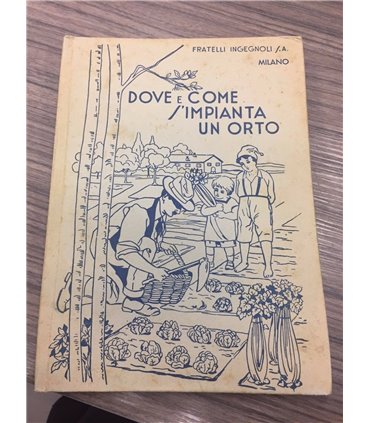 FRATELLI INGEGNOLI S.A.
MILANO
DOVE E COME
S'IMPIANTA
UN ORTO